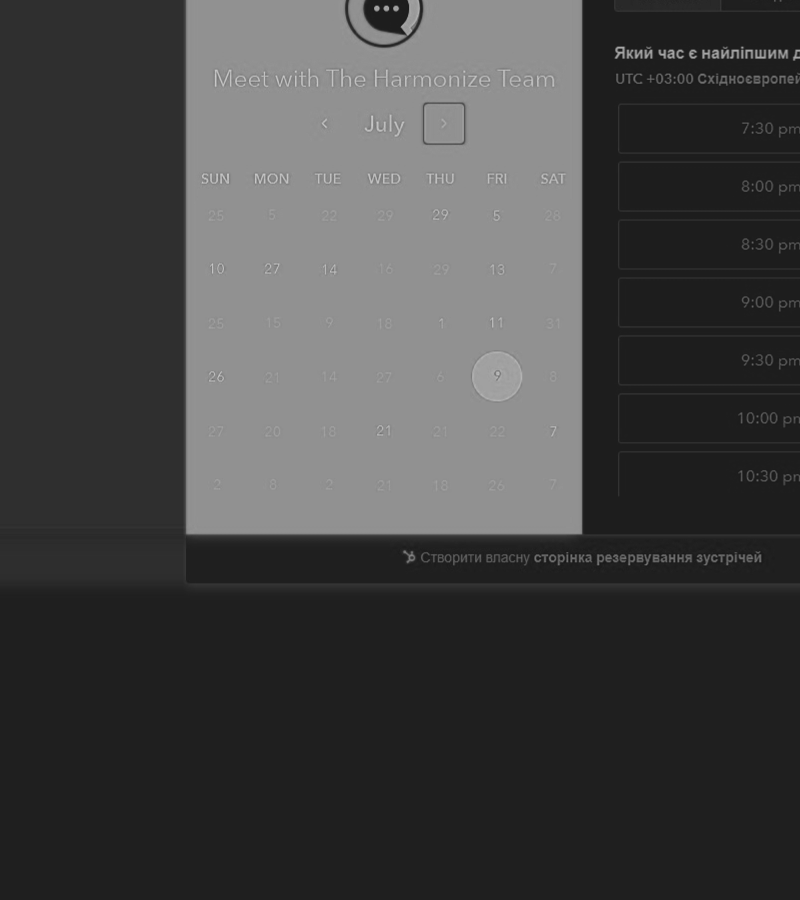 Meet with The Harmonize Team
July
SUN MON TUE WED THU FRI SAT
25 5 22 29 29 5 28
10 27 14 16 29 13 7
25 15 9 18 1 11 31
26 21 14 27 6 9 8
27 20 18 21 21 22 7
2 8 2 21 18 26 7
Який час є найліпшим
UTC +03:00
7:30 pm
8:00 pm
8:30 pm
9:00 pm
9:30 pm
10:00 pm
10:30 pm
Створити власну сторінка резервування зустрічей